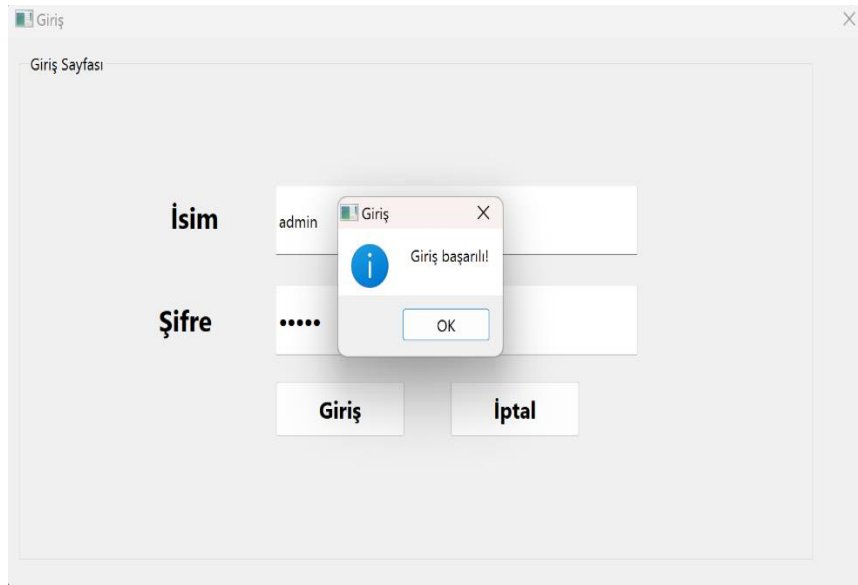 Giriş
Giriş Sayfası
İsim
admin
Giriş
Giriş başarılı!
OK
Şifre
•••••
Giriş
İptal